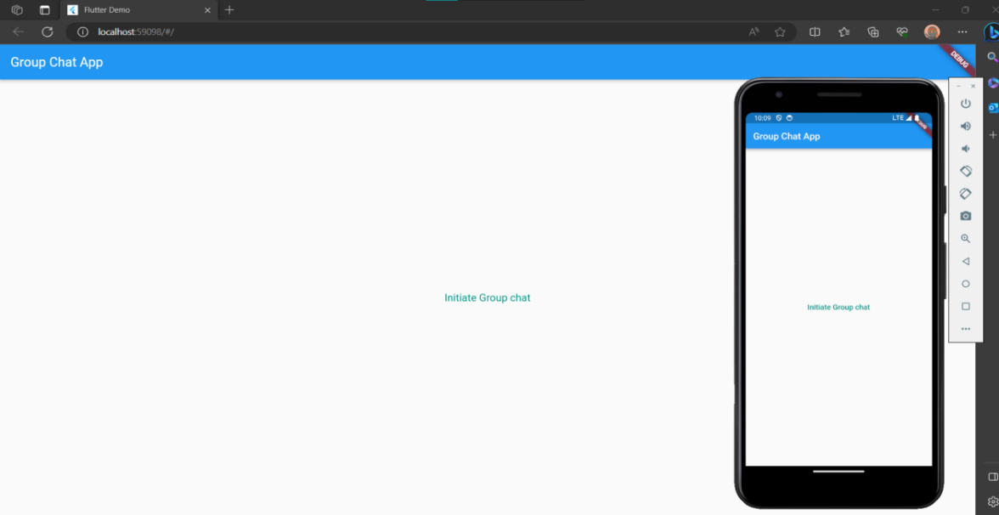 Flutter Demo
localhost:59098/#/
Group Chat App
DEBUG
Initiate Group chat
10:09
LTE
DEBUG
Group Chat App
Initiate Group chat